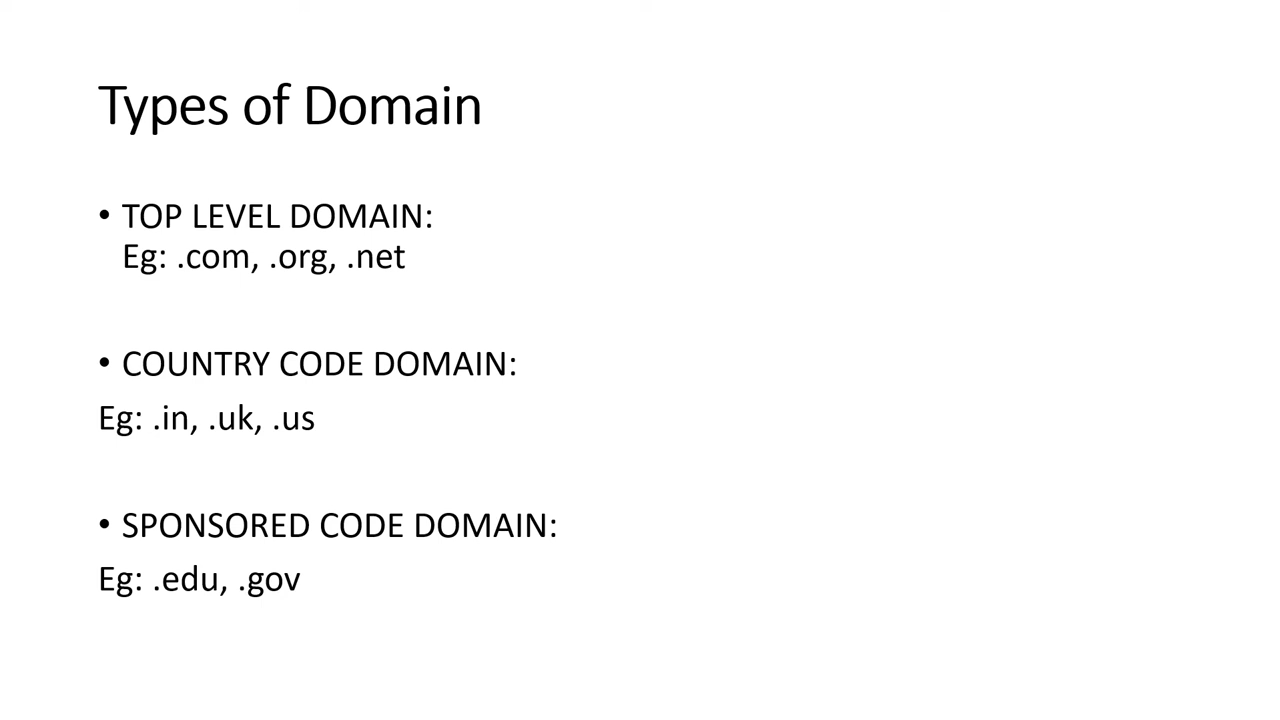 Types of Domain
• TOP LEVEL DOMAIN:
Eg: .com, .org, .net
• COUNTRY CODE DOMAIN:
Eg: .in, .uk, .us
• SPONSORED CODE DOMAIN:
Eg: .edu, .gov